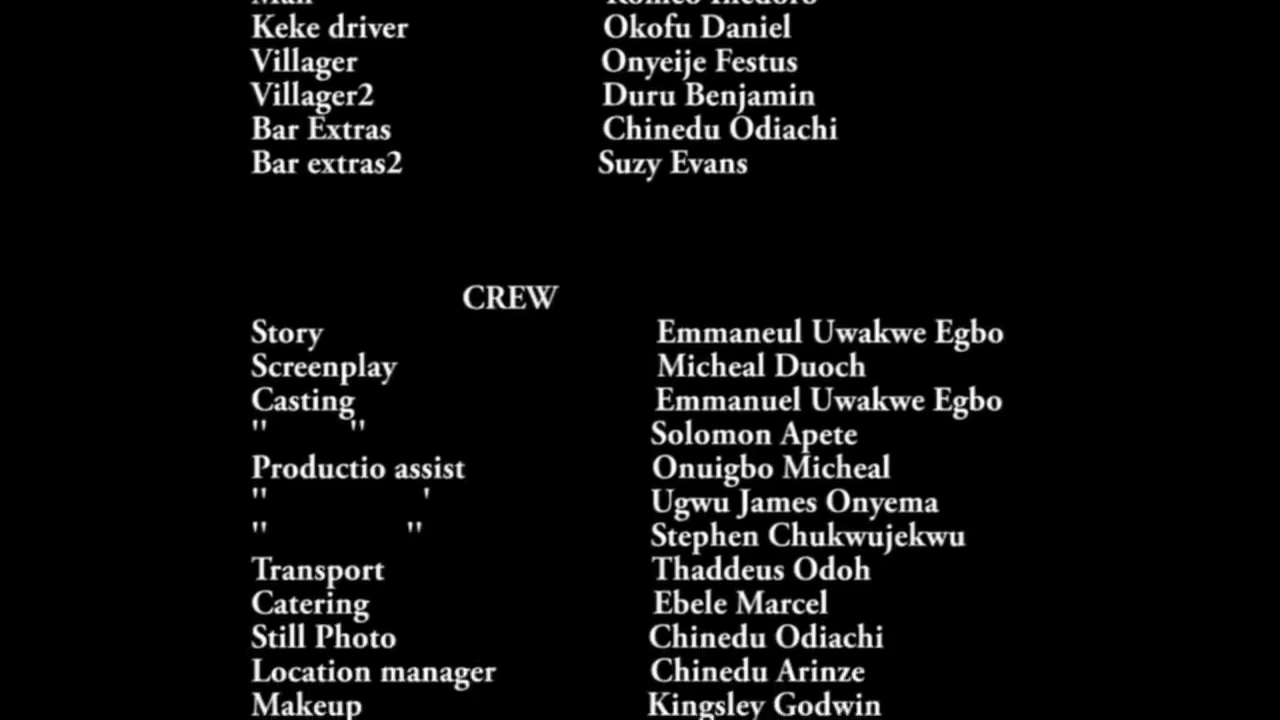 Keke driver Okofu Daniel
Villager Onyeije Festus
Villager2 Duru Benjamin
Bar Extras Chinedu Odiachi
Bar extras2 Suzy Evans
CREW
Story Emmaneul Uwakwe Egbo
Screenplay Micheal Duoch
Casting Emmanuel Uwakwe Egbo
" " Solomon Apete
Productio assist Onuigbo Micheal
" ' Ugwu James Onyema
" " Stephen Chukwujekwu
Transport Thaddeus Odoh
Catering Ebele Marcel
Still Photo Chinedu Odiachi
Location manager Chinedu Arinze
Makeup Kingsley Godwin